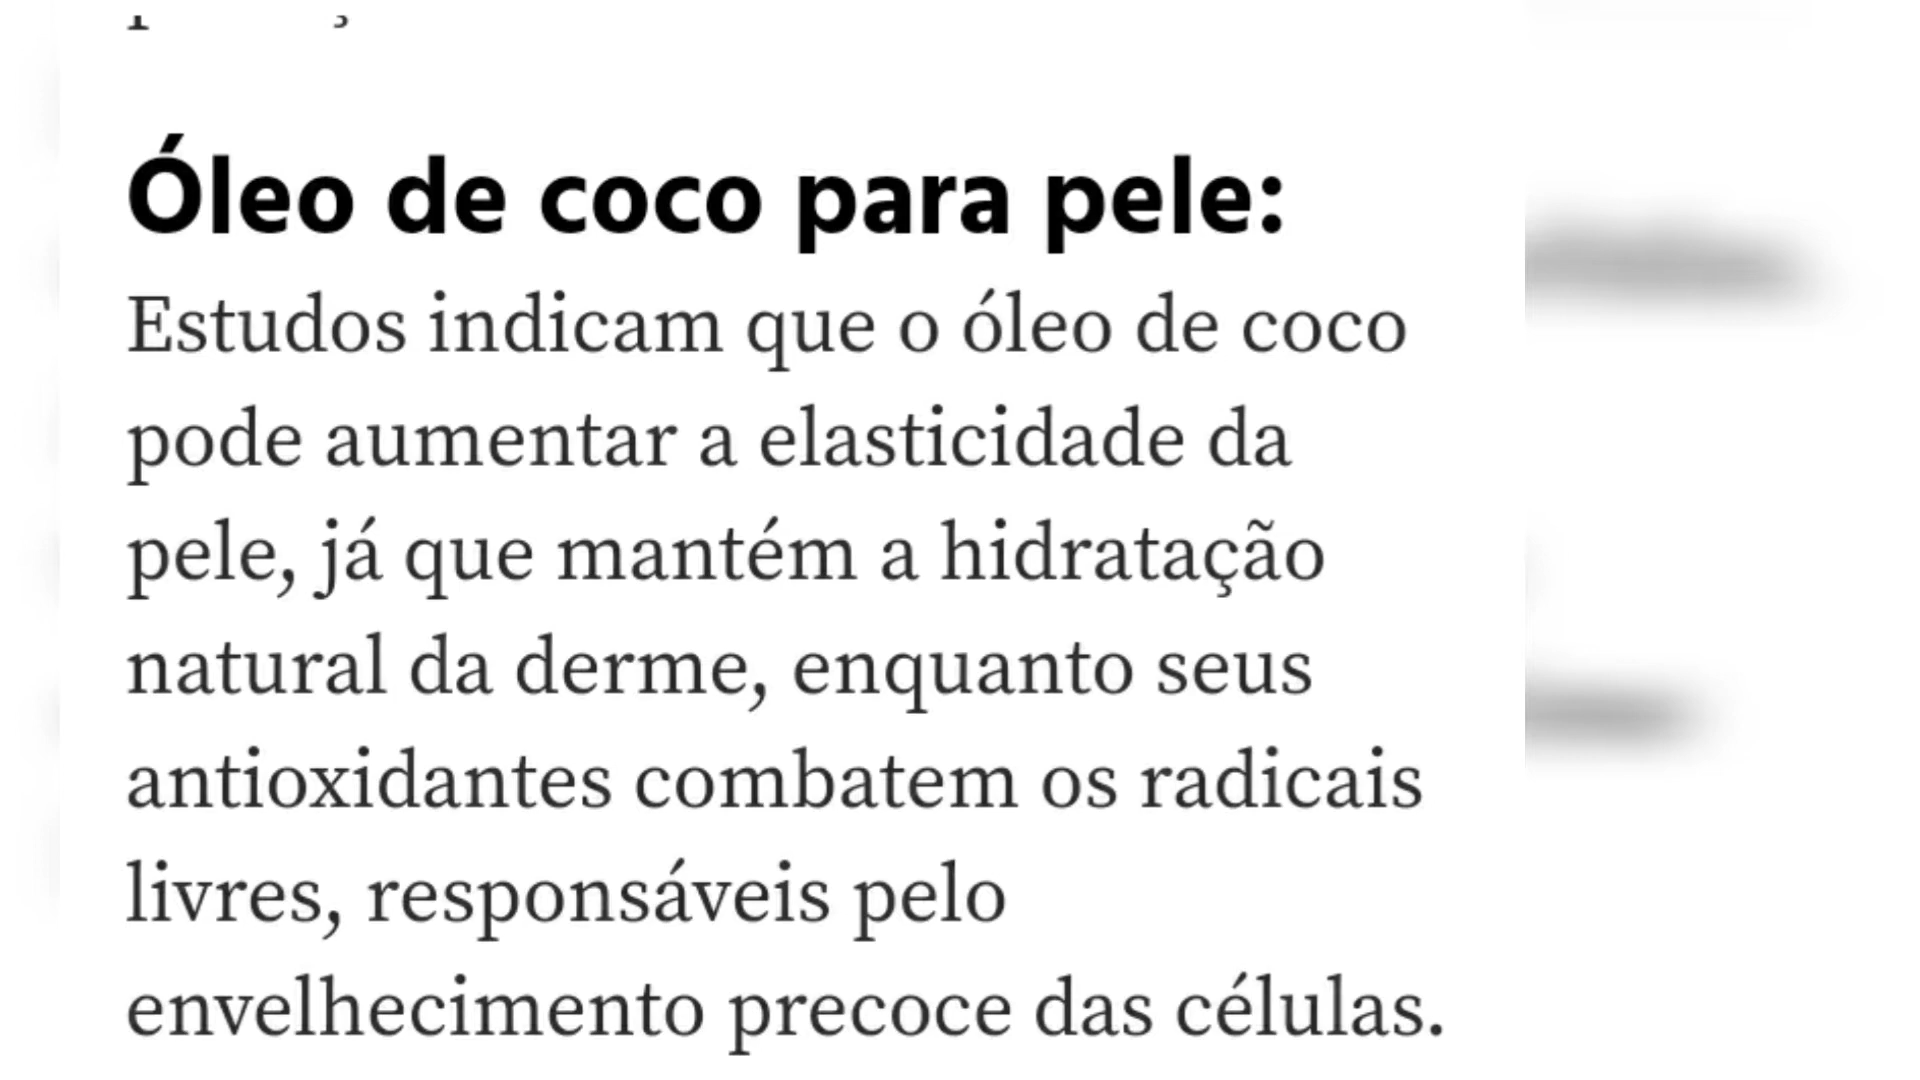 Óleo de coco para pele:
Estudos indicam que o óleo de coco
pode aumentar a elasticidade da
pele, já que mantém a hidratação
natural da derme, enquanto seus
antioxidantes combatem os radicais
livres, responsáveis pelo
envelhecimento precoce das células.